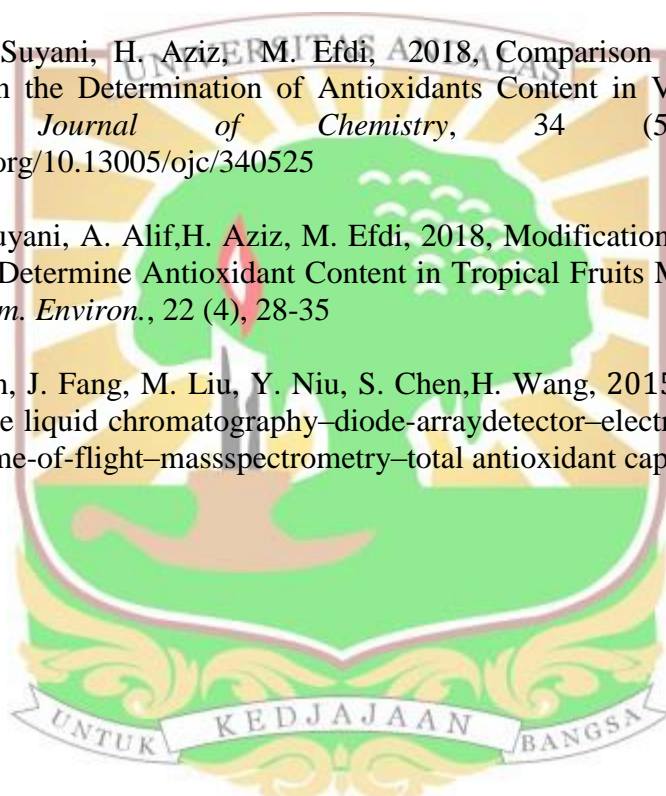 UNIVERSITAS ANDALAS
Suyani, H. Aziz, M. Efdi, 2018, Comparison
the Determination of Antioxidants Content in
Journal of Chemistry, 34 (5
org/10.13005/ojc/340525
uyani, A. Alif,H. Aziz, M. Efdi, 2018, Modification
Determine Antioxidant Content in Tropical Fruits
m. Environ., 22 (4), 28-35
J. Fang, M. Liu, Y. Niu, S. Chen,H. Wang, 2015
e liquid chromatography–diode-arraydetector–electr
me-of-flight–massspectrometry–total antioxidant cap
UNTUK KEDJAJAAN BANGSA